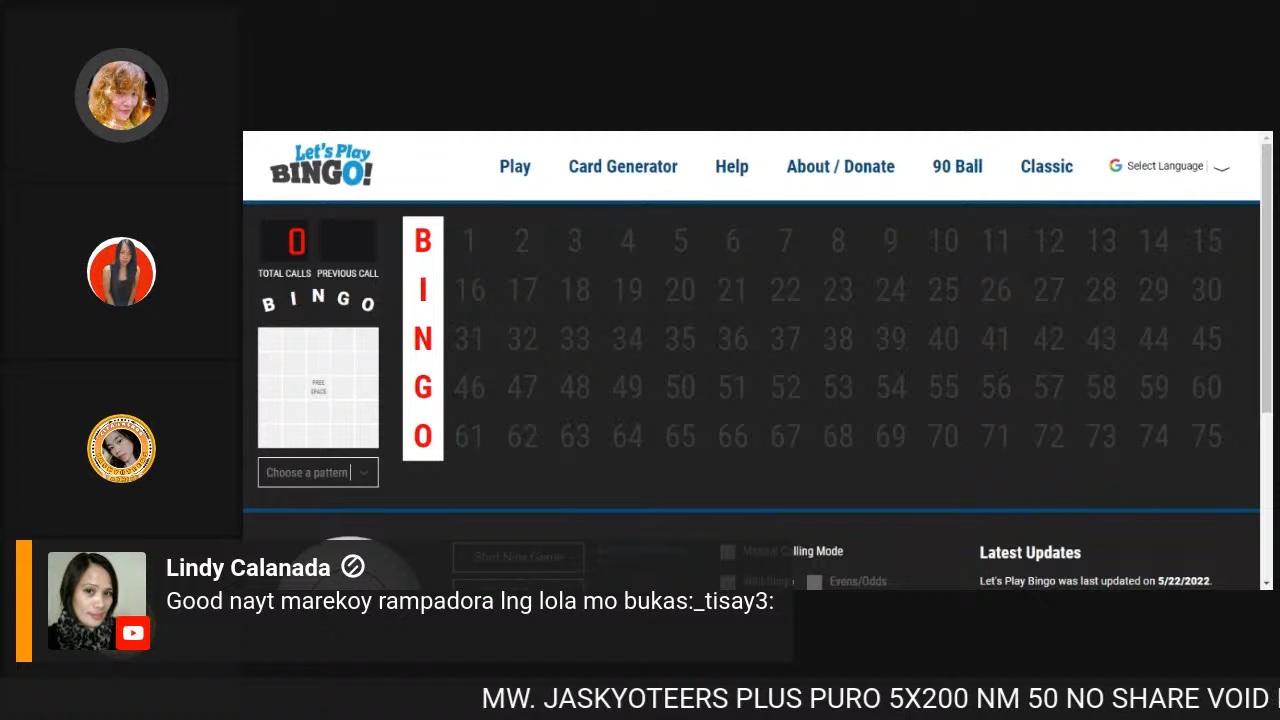 Let's Play
BINGO!
Play Card Generator Help About / Donate 90 Ball Classic Select Language
0
TOTAL CALLS PREVIOUS CALL
B I N G O
FREE
SPACE
Choose a pattern
B 1 2 3 4 5 6 7 8 9 10 11 12 13 14 15
I 16 17 18 19 20 21 22 23 24 25 26 27 28 29 30
N 31 32 33 34 35 36 37 38 39 40 41 42 43 44 45
G 46 47 48 49 50 51 52 53 54 55 56 57 58 59 60
O 61 62 63 64 65 66 67 68 69 70 71 72 73 74 75
Start New Game
Manual Calling Mode
Evens/Odds
Latest Updates
Let's Play Bingo was last updated on 5/22/2022.
Lindy Calanada
Good nayt marekoy rampadora lng lola mo bukas:_tisay3:
MW. JASKYOTEERS PLUS PURO 5X200 NM 50 NO SHARE VOID